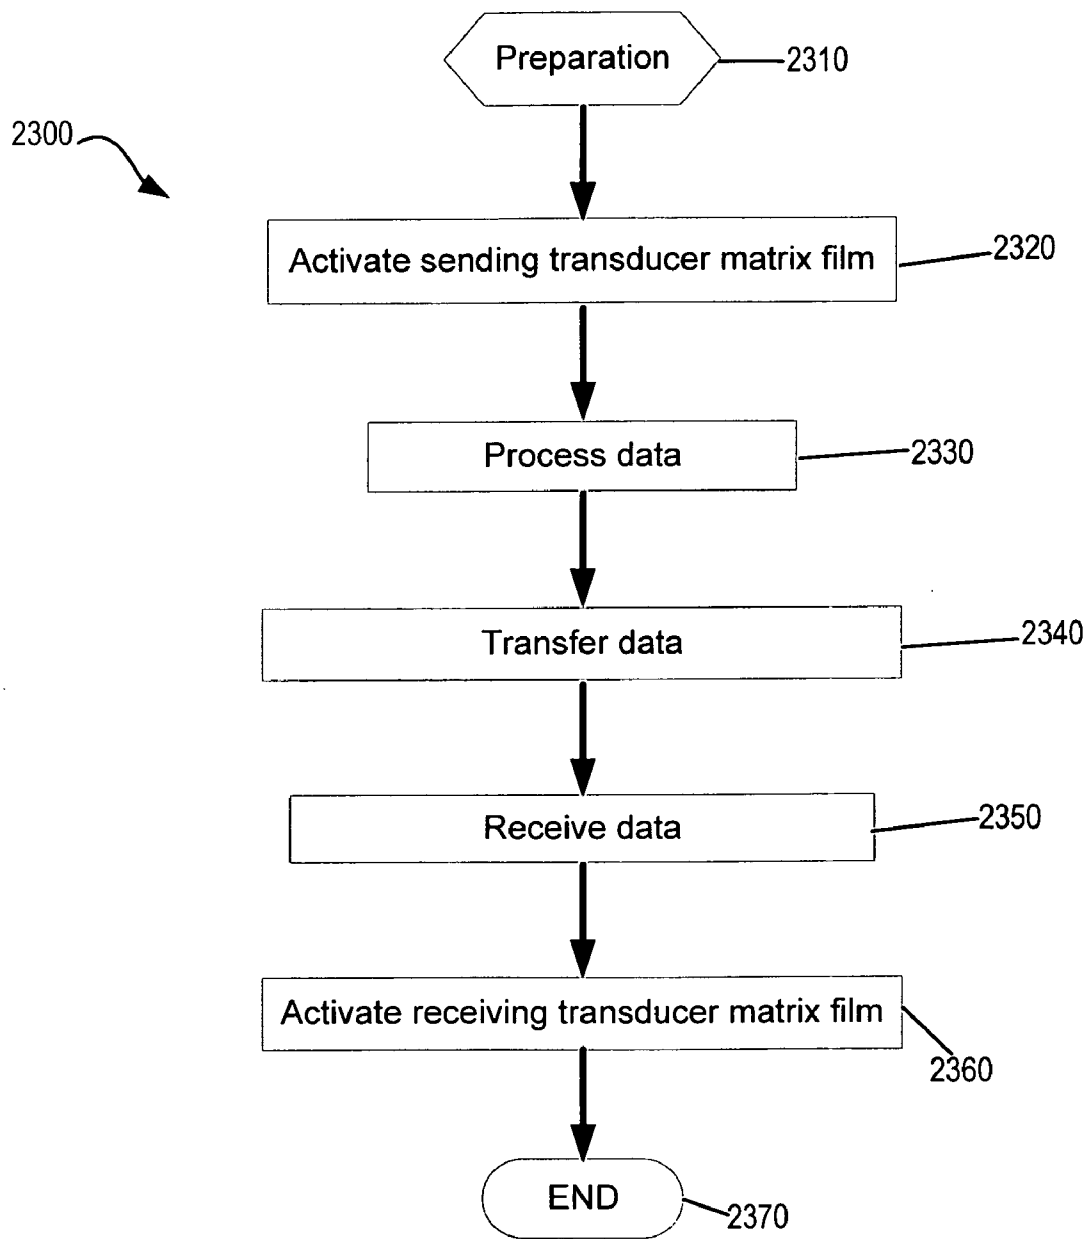 Preparation
2310
2300
Activate sending transducer matrix film
2320
Process data
2330
Transfer data
2340
Receive data
2350
Activate receiving transducer matrix film
2360
END
2370